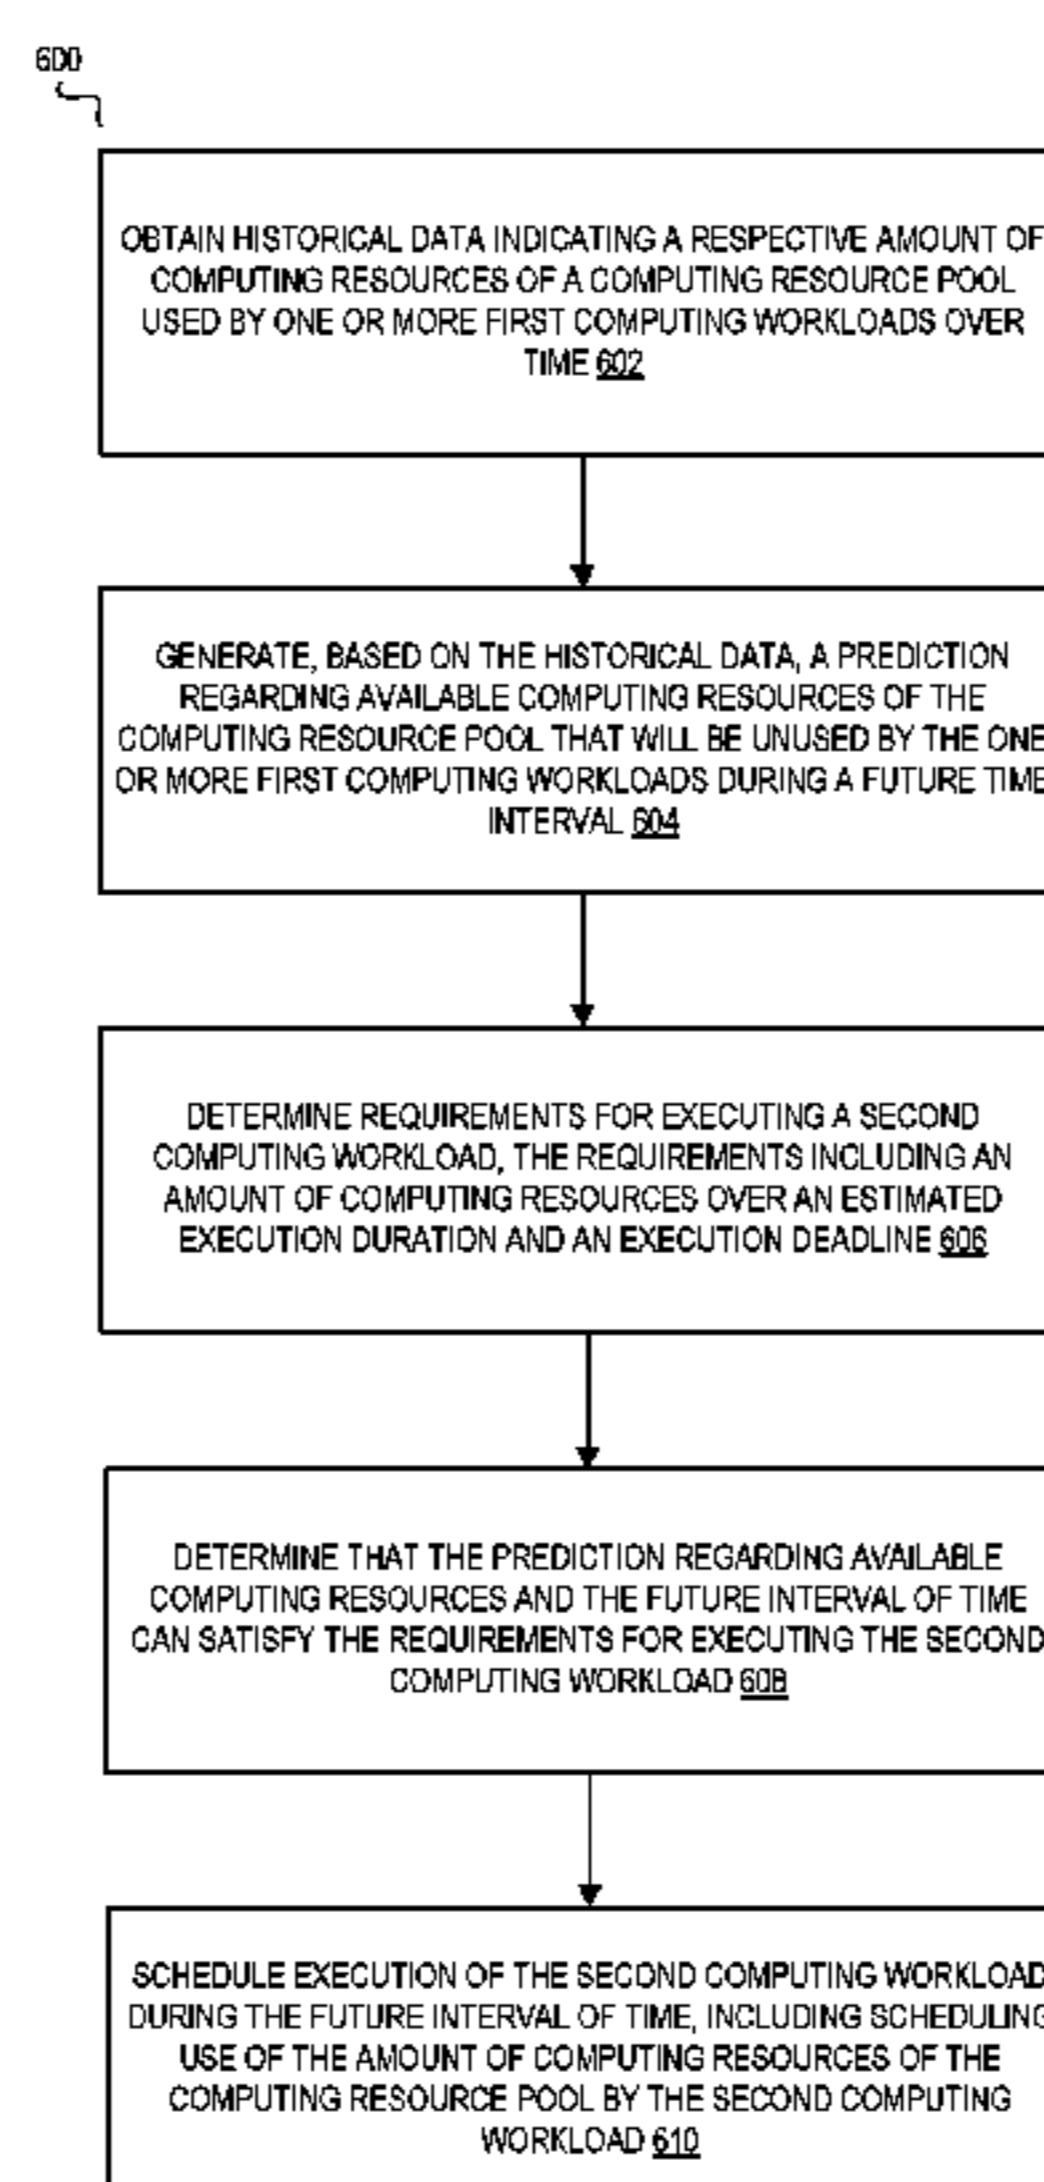 600
OBTAIN HISTORICAL DATA INDICATING A RESPECTIVE AMOUNT OF
COMPUTING RESOURCES OF A COMPUTING RESOURCE POOL
USED BY ONE OR MORE FIRST COMPUTING WORKLOADS OVER
TIME 602
GENERATE, BASED ON THE HISTORICAL DATA, A PREDICTION
REGARDING AVAILABLE COMPUTING RESOURCES OF THE
COMPUTING RESOURCE POOL THAT WILL BE UNUSED BY THE ONE
OR MORE FIRST COMPUTING WORKLOADS DURING A FUTURE TIME
INTERVAL 604
DETERMINE REQUIREMENTS FOR EXECUTING A SECOND
COMPUTING WORKLOAD, THE REQUIREMENTS INCLUDING AN
AMOUNT OF COMPUTING RESOURCES OVER AN ESTIMATED
EXECUTION DURATION AND AN EXECUTION DEADLINE 606
DETERMINE THAT THE PREDICTION REGARDING AVAILABLE
COMPUTING RESOURCES AND THE FUTURE INTERVAL OF TIME
CAN SATISFY THE REQUIREMENTS FOR EXECUTING THE SECOND
COMPUTING WORKLOAD 608
SCHEDULE EXECUTION OF THE SECOND COMPUTING WORKLOAD
DURING THE FUTURE INTERVAL OF TIME, INCLUDING SCHEDULING
USE OF THE AMOUNT OF COMPUTING RESOURCES OF THE
COMPUTING RESOURCE POOL BY THE SECOND COMPUTING
WORKLOAD 610